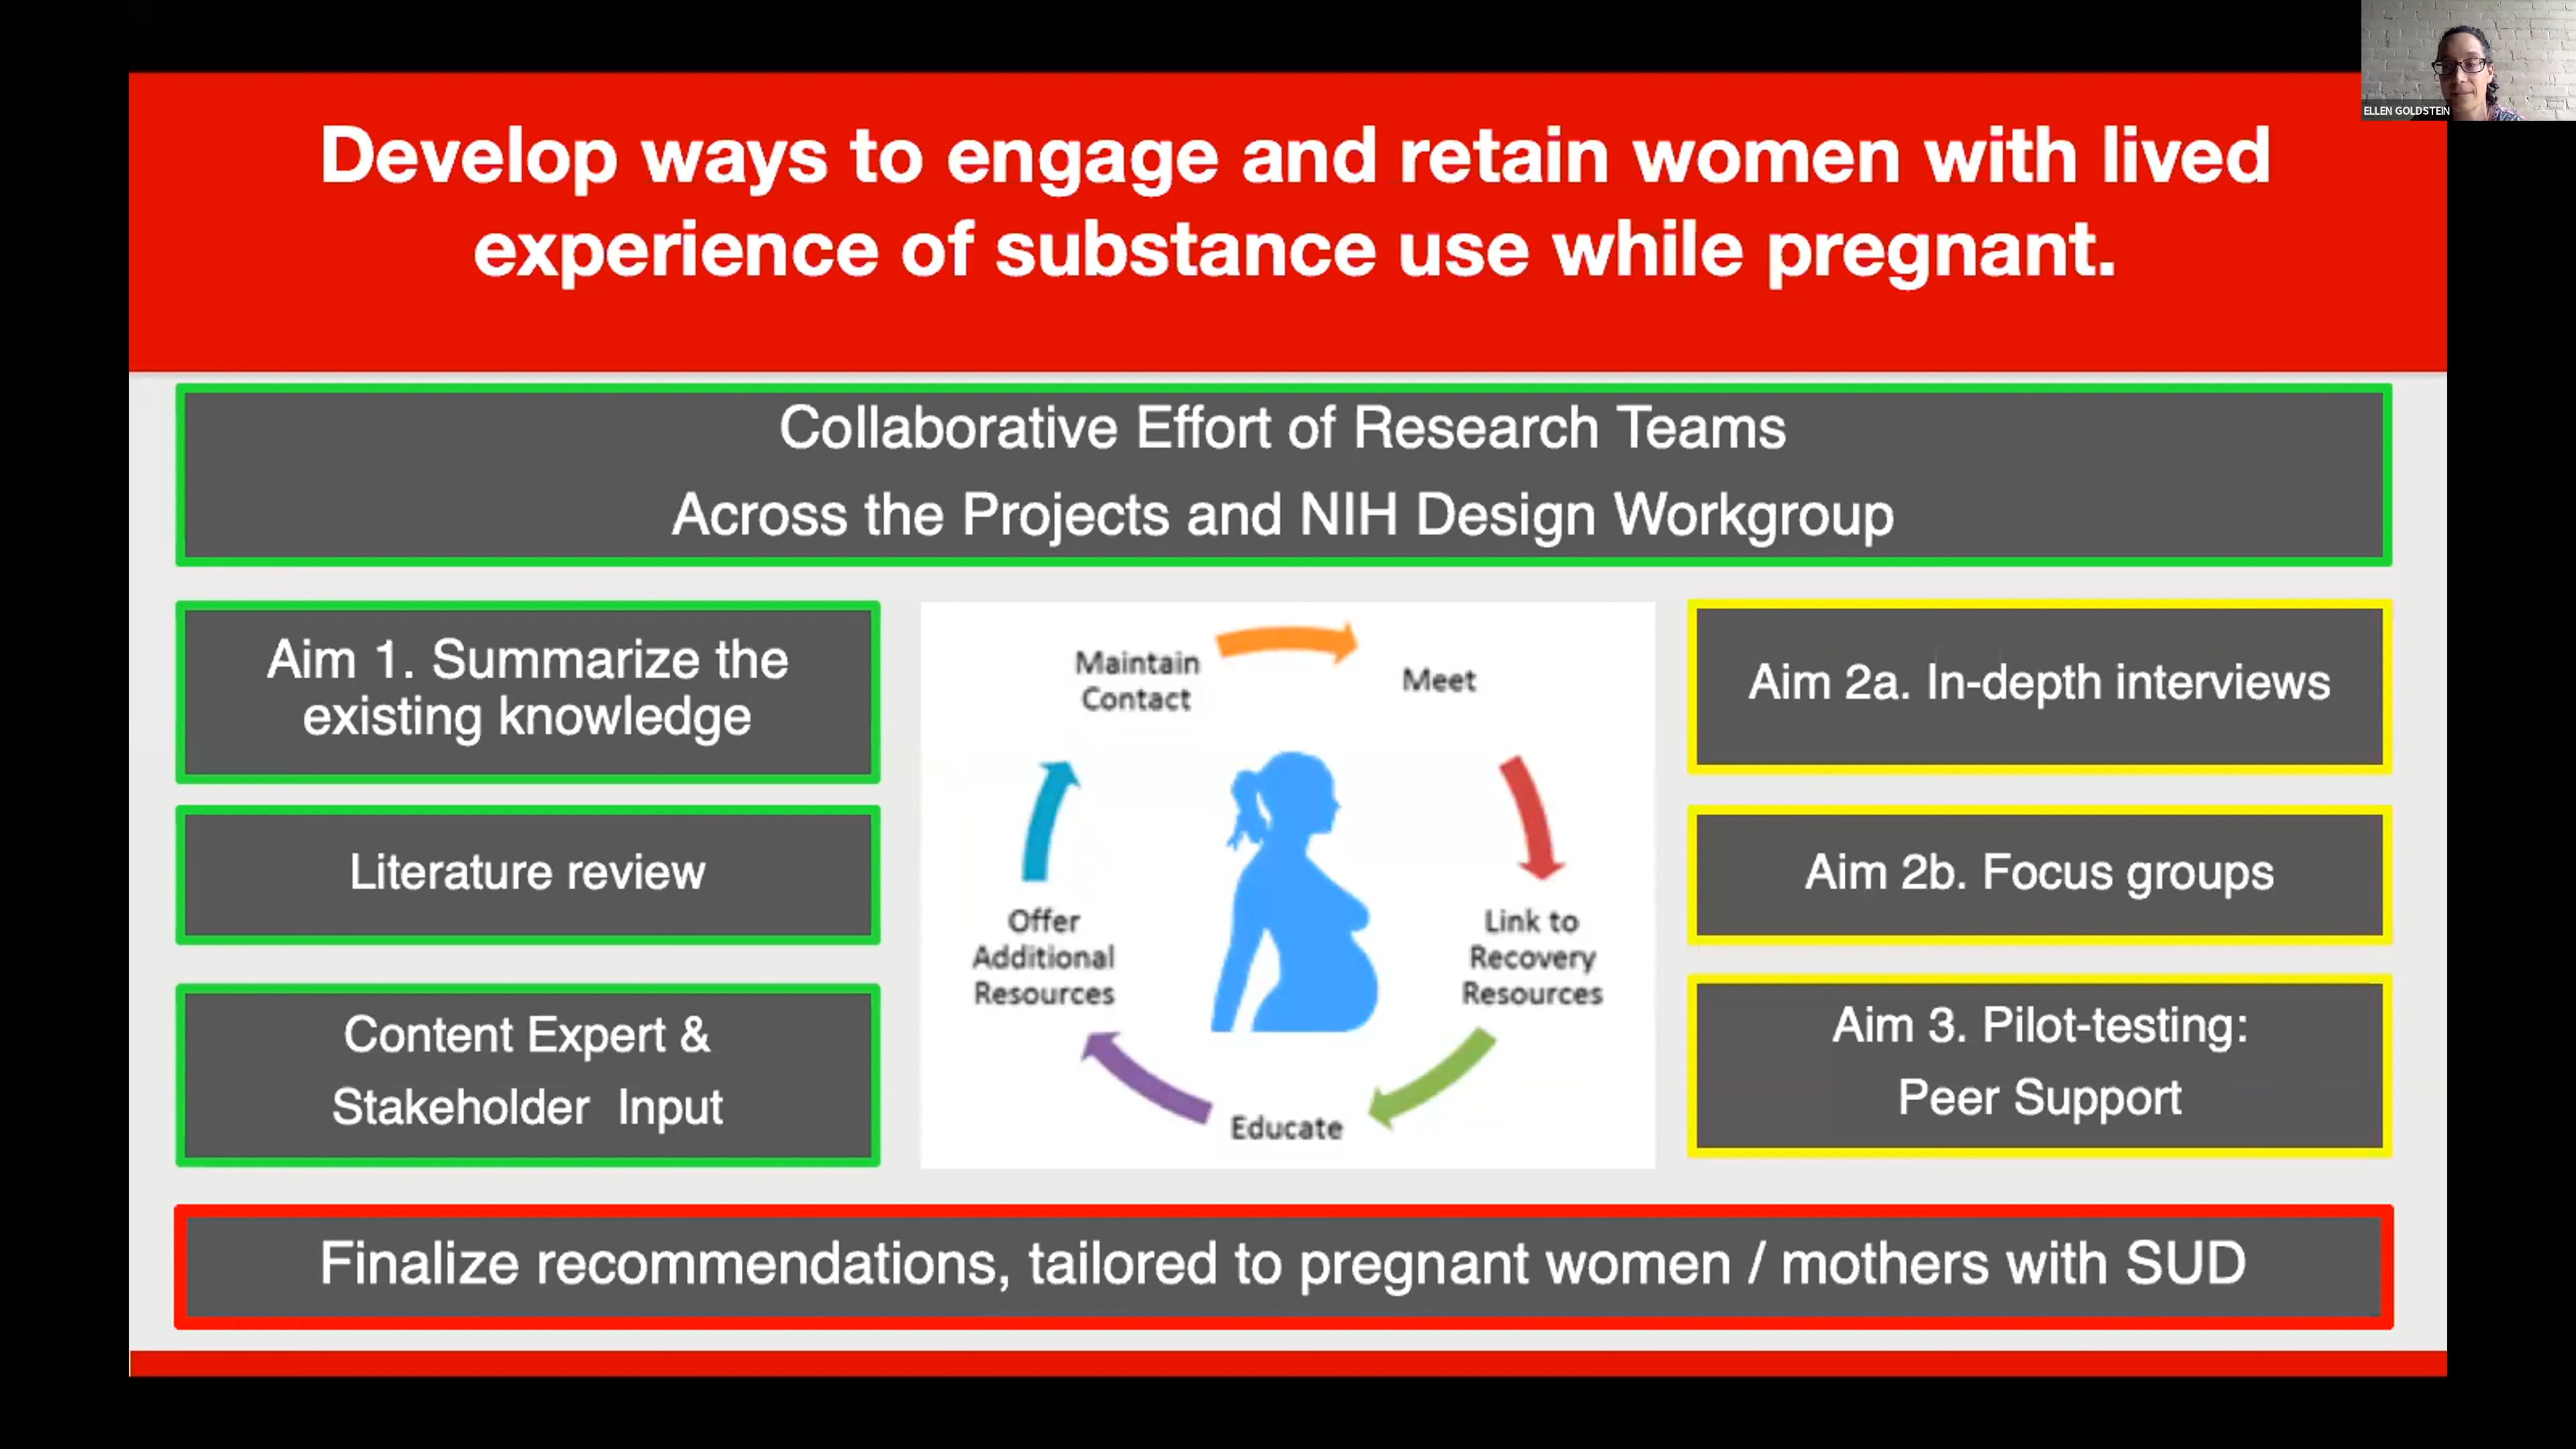 ELLEN GOLDSTEIN
Develop ways to engage and retain women with lived
experience of substance use while pregnant.
Collaborative Effort of Research Teams
Across the Projects and NIH Design Workgroup
Aim 1. Summarize the
existing knowledge
Literature review
Content Expert &
Stakeholder Input
Maintain
Contact
Meet
Link to
Recovery
Resources
Educate
Offer
Additional
Resources
Aim 2a. In-depth interviews
Aim 2b. Focus groups
Aim 3. Pilot-testing:
Peer Support
Finalize recommendations, tailored to pregnant women / mothers with SUD